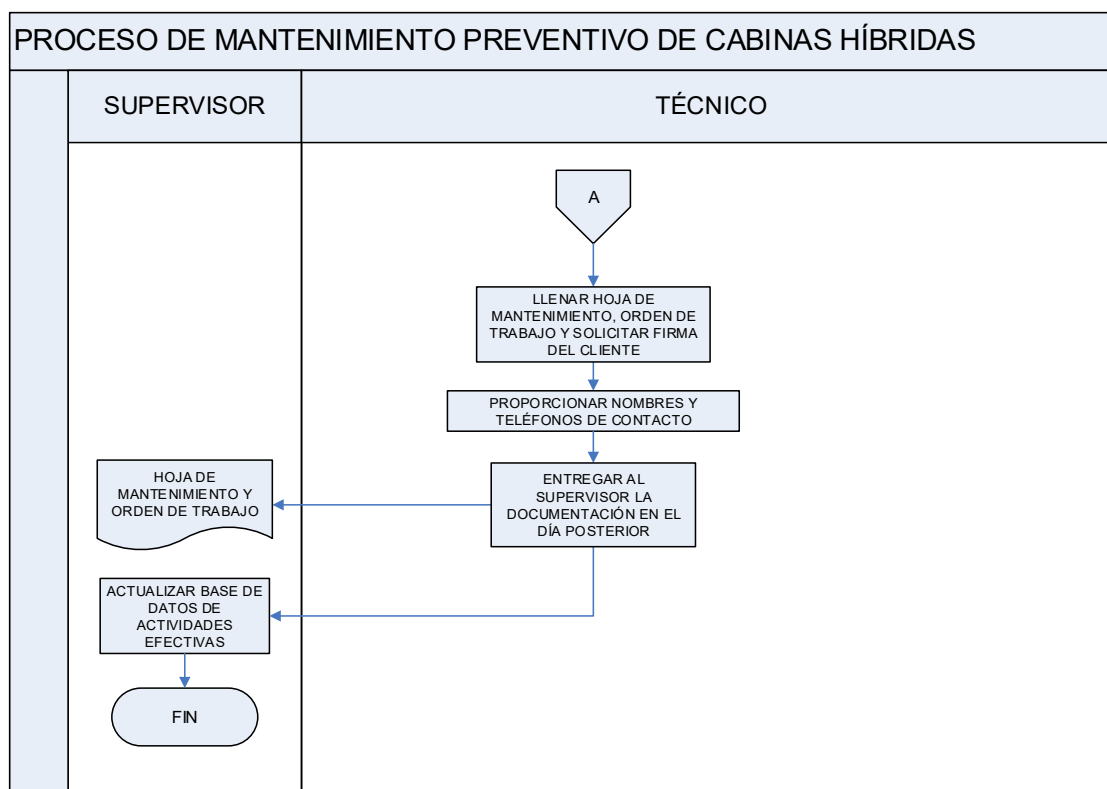 PROCESO DE MANTENIMIENTO PREVENTIVO DE CABINAS HÍBRIDAS
SUPERVISOR
TÉCNICO
A
LLENAR HOJA DE
MANTENIMIENTO, ORDEN DE
TRABAJO Y SOLICITAR FIRMA
DEL CLIENTE
PROPORCIONAR NOMBRES Y
TELÉFONOS DE CONTACTO
HOJA DE
MANTENIMIENTO Y
ORDEN DE TRABAJO
ENTREGAR AL
SUPERVISOR LA
DOCUMENTACIÓN EN EL
DÍA POSTERIOR
ACTUALIZAR BASE DE
DATOS DE
ACTIVIDADES
EFECTIVAS
FIN